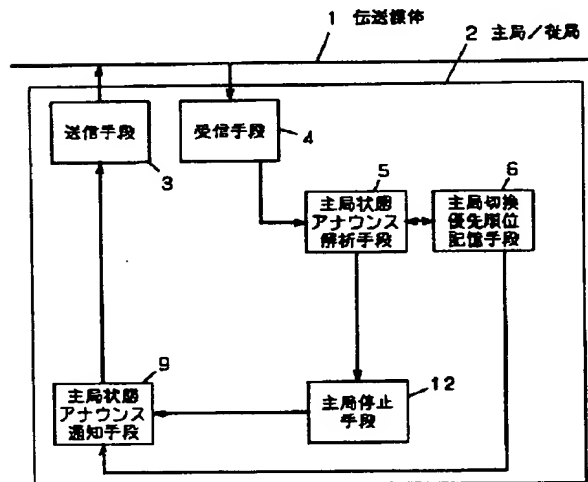 1 伝送媒体
2 主局/従局
送信手段
3
受信手段
4
5
主局状態
アナウンス
解析手段
6
主局切換
優先順位
記憶手段
9
主局状態
アナウンス
通知手段
主局停止
手段
12